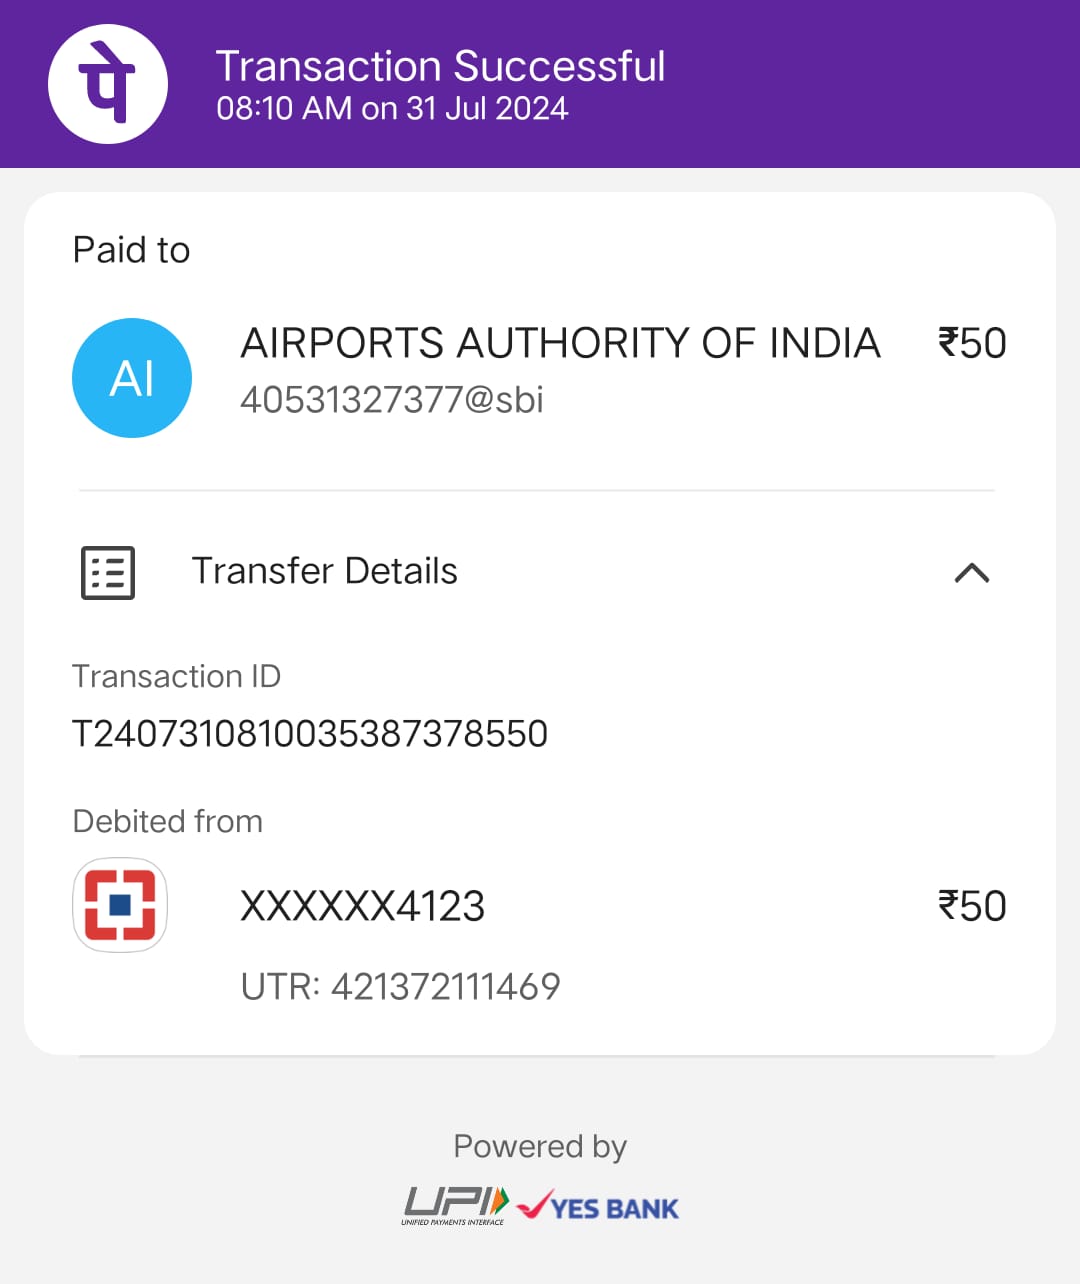 पे
Transaction Successful
08:10 AM on 31 Jul 2024
Paid to
AI
AIRPORTS AUTHORITY OF INDIA ₹50
40531327377@sbi
Transfer Details
Transaction ID
T2407310810035387378550
Debited from
XXXXXX4123 ₹50
UTR: 421372111469
Powered by
UPI YES BANK
UNIFIED PAYMENTS INTERFACE